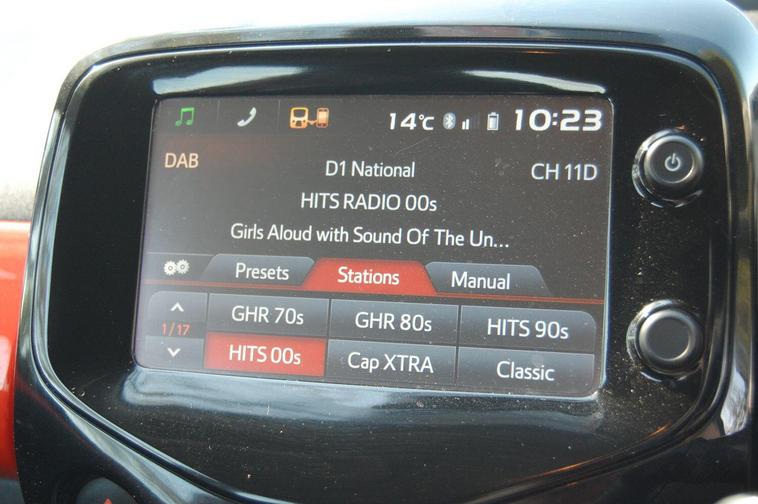 14°C 10:23
DAB D1 National CH 11D
HITS RADIO 00s
Girls Aloud with Sound Of The Un...
Presets Stations Manual
1/17 GHR 70s GHR 80s HITS 90s
HITS 00s Cap XTRA Classic